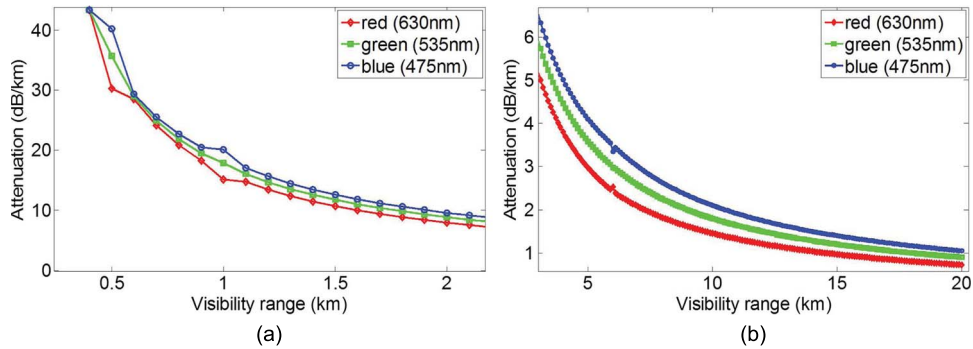 40
30
20
10
0
Attenuation (dB/km)
0.5
1
1.5
2
Visibility range (km)
red (630nm)
green (535nm)
blue (475nm)
(a)
6
5
4
3
2
1
Attenuation (dB/km)
5
10
15
20
Visibility range (km)
red (630nm)
green (535nm)
blue (475nm)
(b)